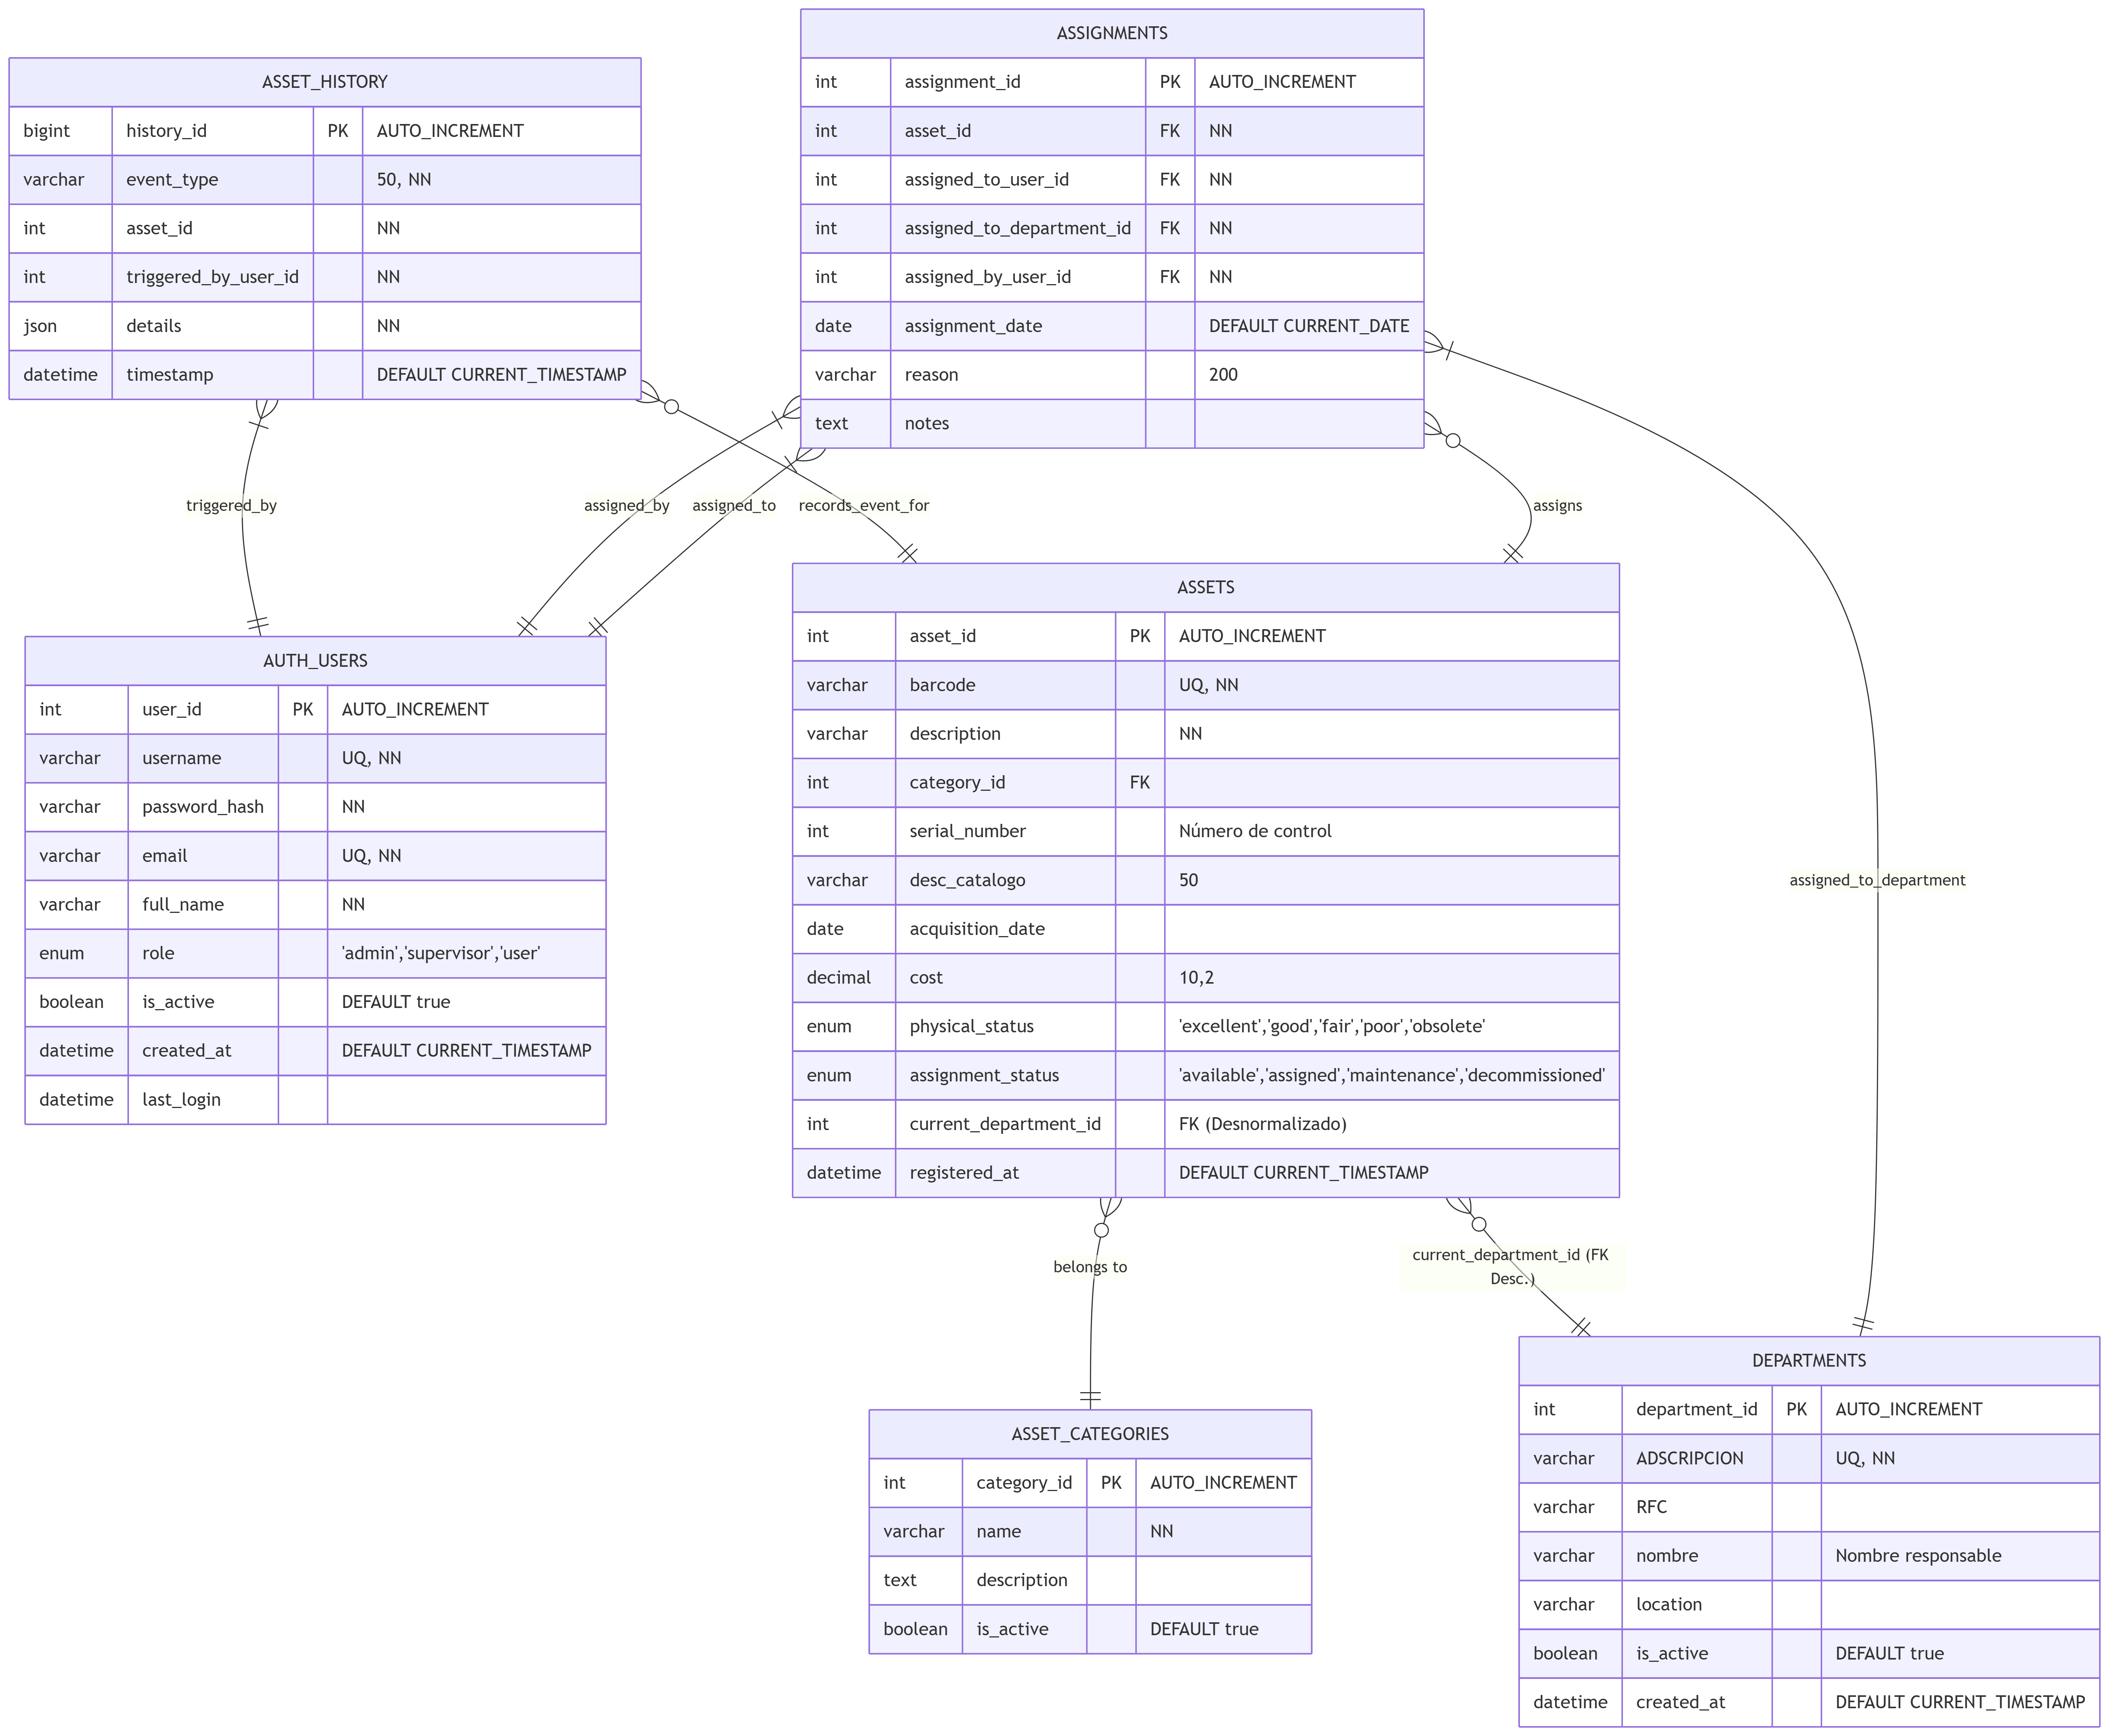 ASSET_HISTORY
bigint history_id PK AUTO_INCREMENT
varchar event_type 50, NN
int asset_id NN
int triggered_by_user_id NN
json details NN
datetime timestamp DEFAULT CURRENT_TIMESTAMP
ASSIGNMENTS
int assignment_id PK AUTO_INCREMENT
int asset_id FK NN
int assigned_to_user_id FK NN
int assigned_to_department_id FK NN
int assigned_by_user_id FK NN
date assignment_date DEFAULT CURRENT_DATE
varchar reason 200
text notes
triggered_by
assigned_by
assigned_to
records_event_for
assigns
AUTH_USERS
int user_id PK AUTO_INCREMENT
varchar username UQ, NN
varchar password_hash NN
varchar email UQ, NN
varchar full_name NN
enum role 'admin','supervisor','user'
boolean is_active DEFAULT true
datetime created_at DEFAULT CURRENT_TIMESTAMP
datetime last_login
ASSETS
int asset_id PK AUTO_INCREMENT
varchar barcode UQ, NN
varchar description NN
int category_id FK
int serial_number Número de control
varchar desc_catalogo 50
date acquisition_date
decimal cost 10,2
enum physical_status 'excellent','good','fair','poor','obsolete'
enum assignment_status 'available','assigned','maintenance','decommissioned'
int current_department_id FK (Desnormalizado)
datetime registered_at DEFAULT CURRENT_TIMESTAMP
assigned_to_department
belongs to
current_department_id (FK
Desc.)
ASSET_CATEGORIES
int category_id PK AUTO_INCREMENT
varchar name NN
text description
boolean is_active DEFAULT true
DEPARTMENTS
int department_id PK AUTO_INCREMENT
varchar ADSCRIPCION UQ, NN
varchar RFC
varchar nombre Nombre responsable
varchar location
boolean is_active DEFAULT true
datetime created_at DEFAULT CURRENT_TIMESTAMP